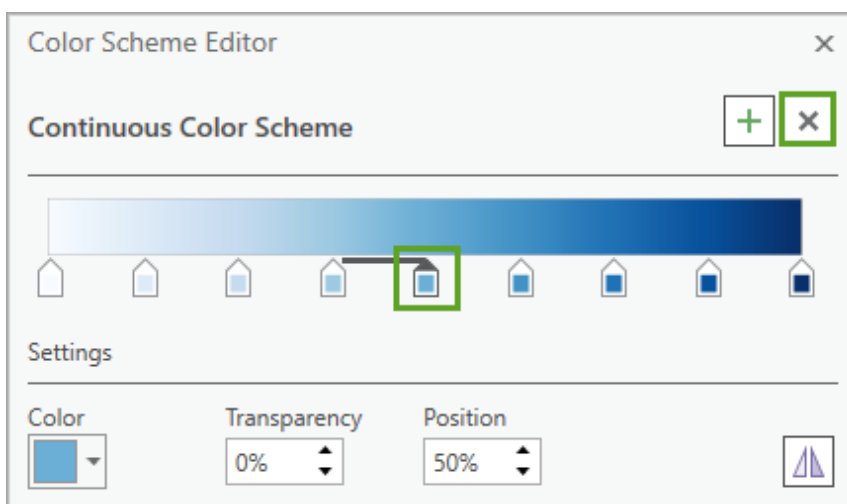 Color Scheme Editor
Continuous Color Scheme
Settings
Color Transparency Position
0% 50%